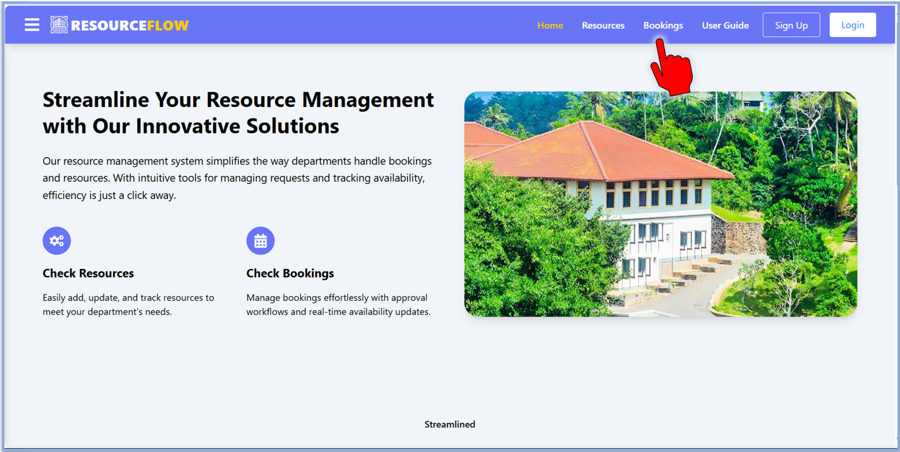 RESOURCEFLOW
Home Resources Bookings User Guide Sign Up Login
Streamline Your Resource Management
with Our Innovative Solutions
Our resource management system simplifies the way departments handle bookings
and resources. With intuitive tools for managing requests and tracking availability,
efficiency is just a click away.
Check Resources
Easily add, update, and track resources to
meet your department's needs.
Check Bookings
Manage bookings effortlessly with approval
workflows and real-time availability updates.
Streamlined